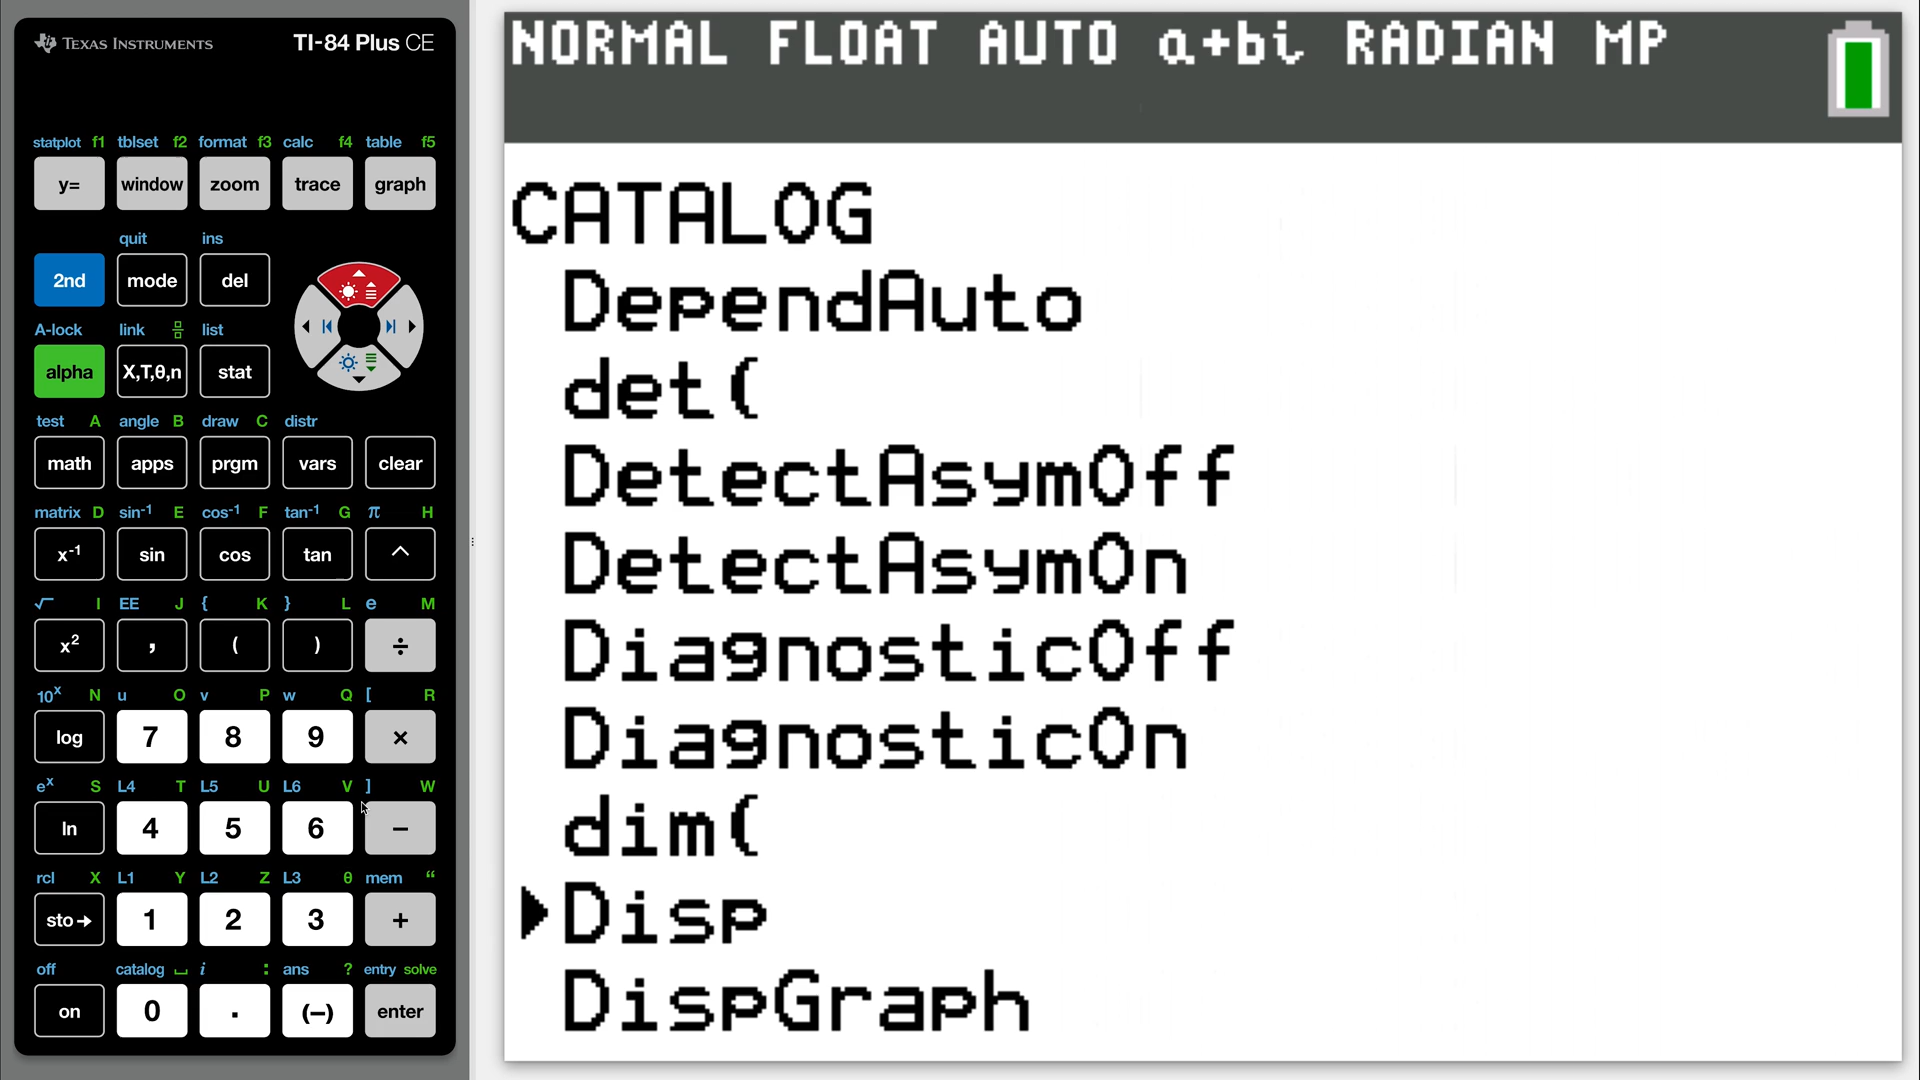 TEXAS INSTRUMENTS TI-84 Plus CE
statplot f1 tblset f2 format f3 calc f4 table f5
y= window zoom trace graph
quit ins
2nd mode del
A-lock link list
alpha X,T,θ,n stat
test A angle B draw C distr
math apps prgm vars clear
matrix D sin⁻¹ E cos⁻¹ F tan⁻¹ G π H
x⁻¹ sin cos tan ^
√ I EE J { K } L e M
x² , ( ) ÷
10ˣ N u O v P w Q [ R
log 7 8 9 ×
eˣ S L4 T L5 U L6 V ] W
ln 4 5 6 −
rcl X L1 Y L2 Z L3 θ mem “
sto→ 1 2 3 +
off catalog ⎵ i : ans ? entry solve
on 0 . (−) enter
NORMAL FLOAT AUTO a+bi RADIAN MP
CATALOG
DependAuto
det(
DetectAsymOff
DetectAsymOn
DiagnosticOff
DiagnosticOn
dim(
▶Disp
DispGraph